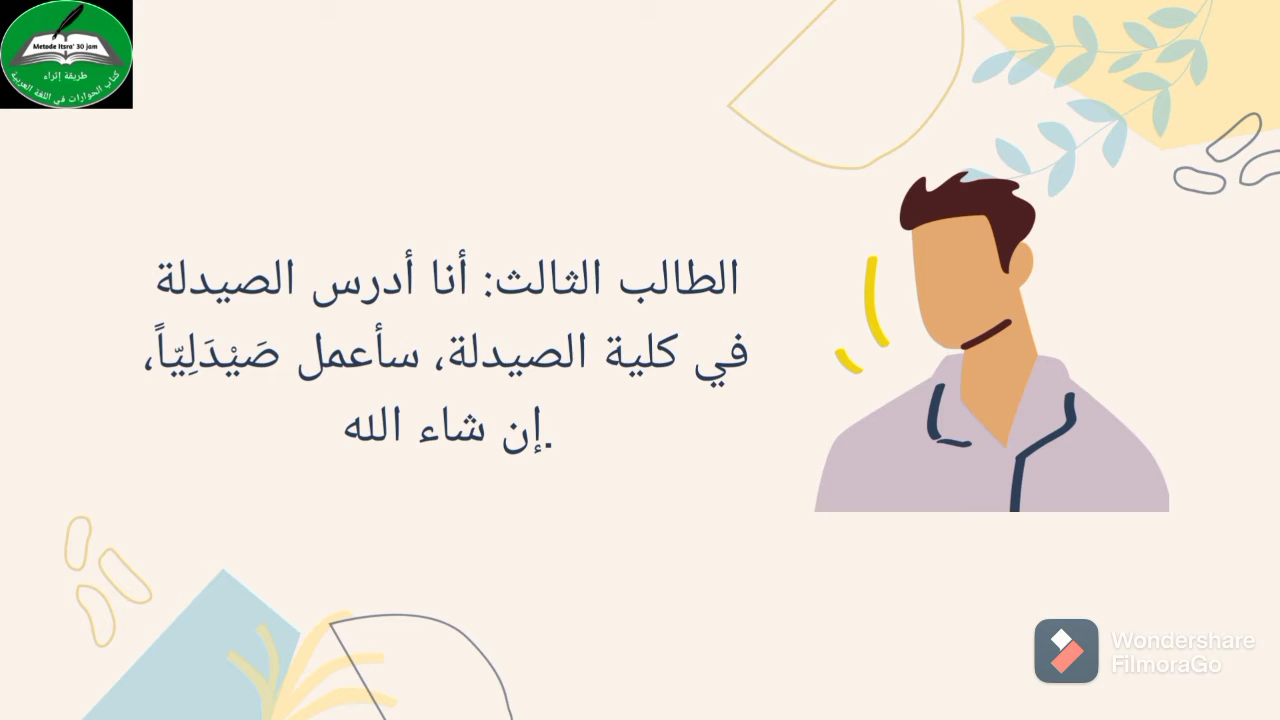 Metode Itsra' 30 jam
طريقة إثراء
كتاب الحوارات في اللغة العربية
الطالب الثالث: أنا أدرس الصيدلة
في كلية الصيدلة، سأعمل صَيْدَلِيّاً،
إن شاء الله.
Wondershare
FilmoraGo